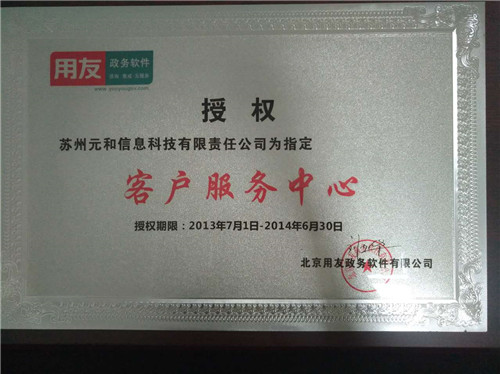 用友 政务软件
www.yonyougov.com
授 权
苏州元和信息科技有限责任公司为指定
客户服务中心
授权期限：2013年7月1日-2014年6月30日
北京用友政务软件有限公司